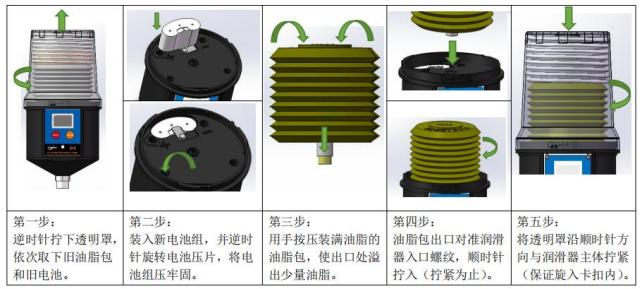 第一步：
逆时针拧下透明罩，
依次取下旧油脂包
和旧电池。
第二步：
装入新电池组，并逆时
针旋转电池压片，将电
池组压牢固。
第三步：
用手按压装满油脂的
油脂包，使出口处溢
出少量油脂。
第四步：
油脂包出口对准润滑
器入口螺纹，顺时针
拧入（拧紧为止）。
第五步：
将透明罩沿顺时针方
向与润滑器主体拧紧
（保证旋入卡扣内）。